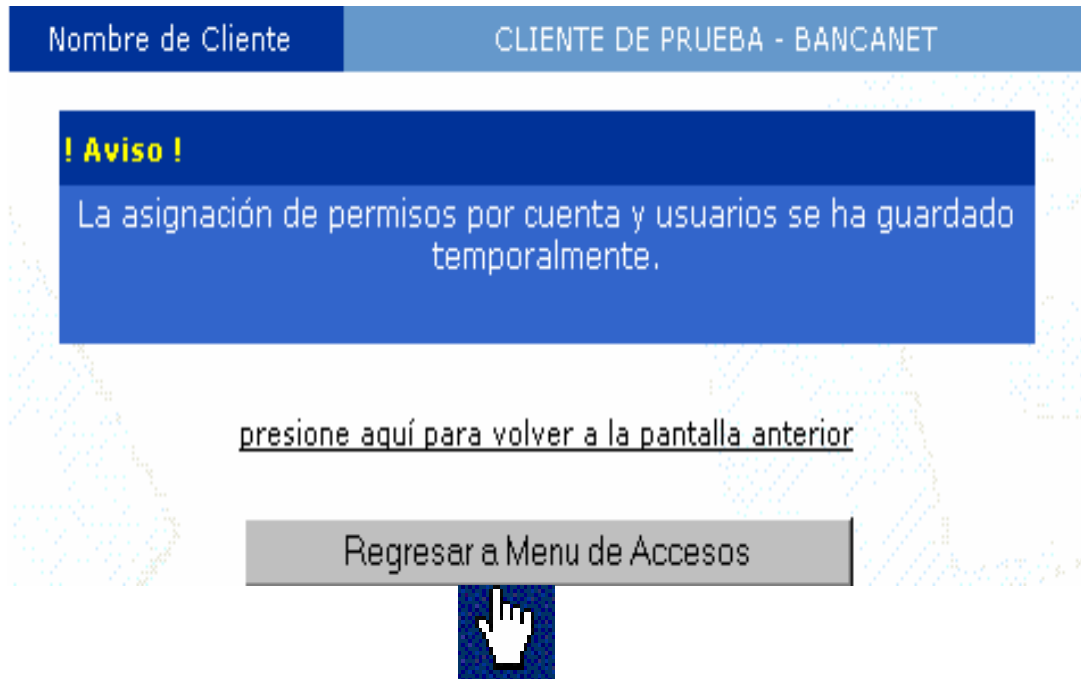 Nombre de Cliente CLIENTE DE PRUEBA - BANCANET
! Aviso !
La asignación de permisos por cuenta y usuarios se ha guardado
temporalmente.
presione aquí para volver a la pantalla anterior
Regresar a Menu de Accesos